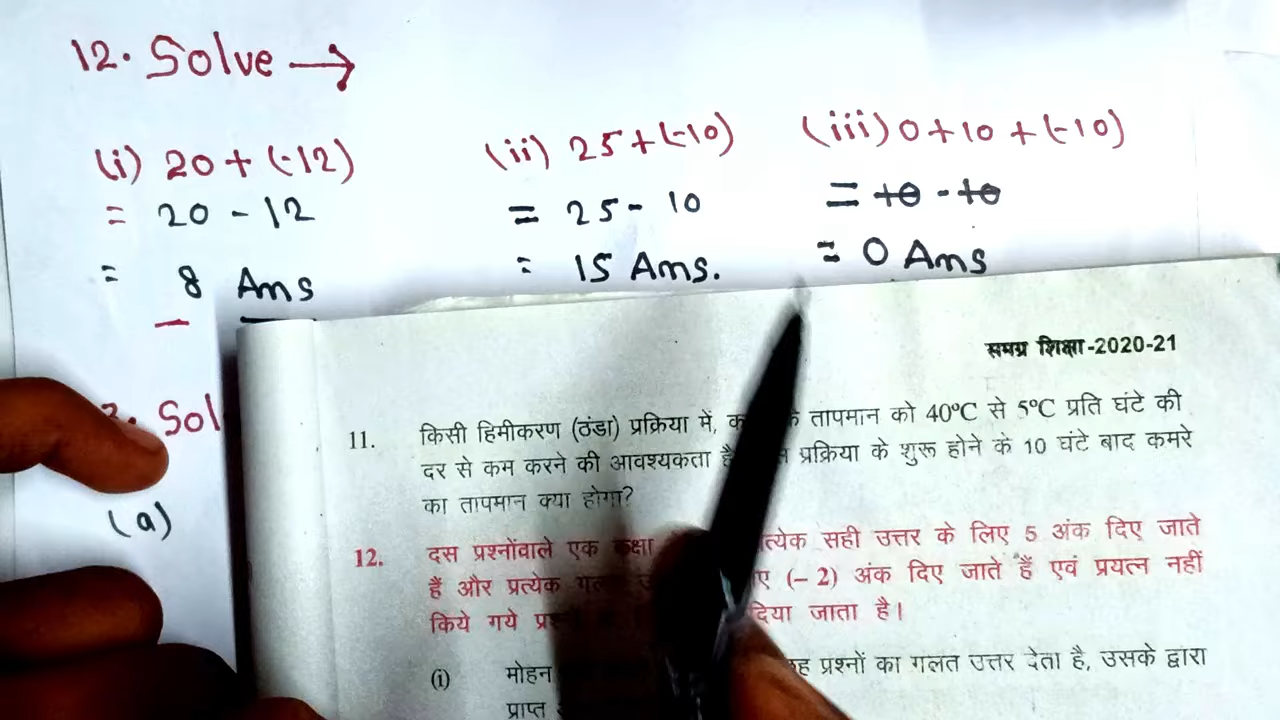 12. Solve →
(i) 20 + (-12) (ii) 25 + (-10) (iii) 0 + 10 + (-10)
= 20 - 12 = 25 - 10 = 10 - 10
= 8 Ans = 15 Ans. = 0 Ans
समग्र शिक्षा-2020-21
Sol
(a)
11. किसी हिमीकरण (ठंडा) प्रक्रिया में, तापमान को 40°C से 5°C प्रति घंटे की
दर से कम करने की आवश्यकता प्रक्रिया के शुरू होने के 10 घंटे बाद कमरे
का तापमान क्या होगा?
12. दस प्रश्नोंवाले एक कक्षा सही उत्तर के लिए 5 अंक दिए जाते
हैं और प्रत्येक (– 2) अंक दिए जाते हैं एवं प्रयत्न नहीं
किये गये दिया जाता है।
(i) मोहन प्रश्नों का गलत उत्तर देता है, उसके द्वारा
प्राप्त